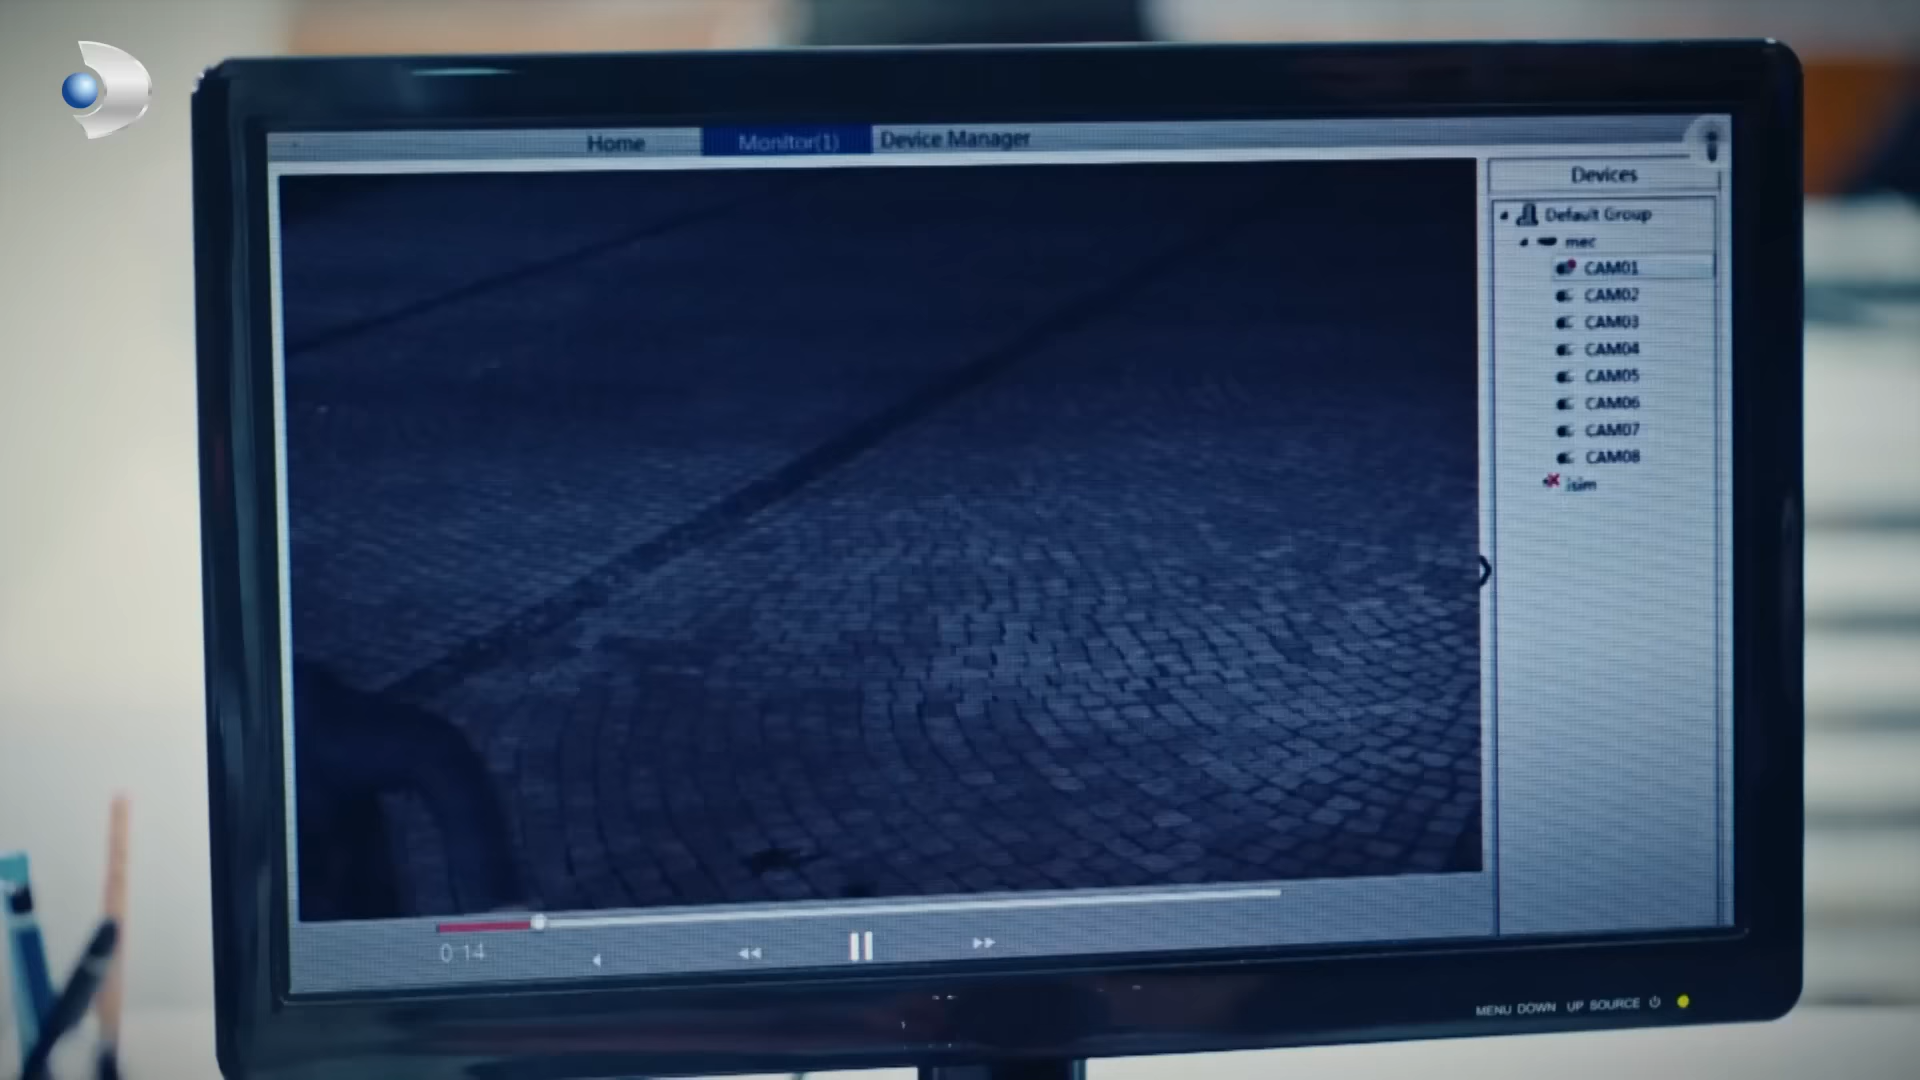 Home Monitor(1) Device Manager
Devices
Default Group
mec
CAM01
CAM02
CAM03
CAM04
CAM05
CAM06
CAM07
CAM08
isim
0:14
MENU DOWN UP SOURCE